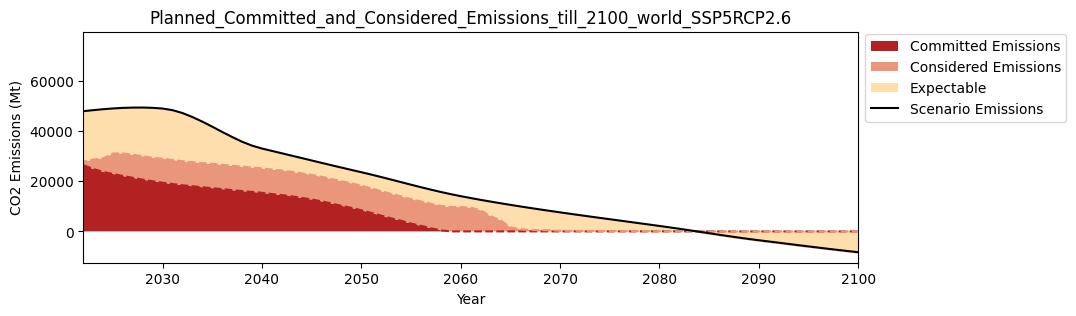 Planned_Committed_and_Considered_Emissions_till_2100_world_SSP5RCP2.6
Committed Emissions
Considered Emissions
Expectable
Scenario Emissions
CO2 Emissions (Mt)
60000
40000
20000
0
2030 2040 2050 2060 2070 2080 2090 2100
Year